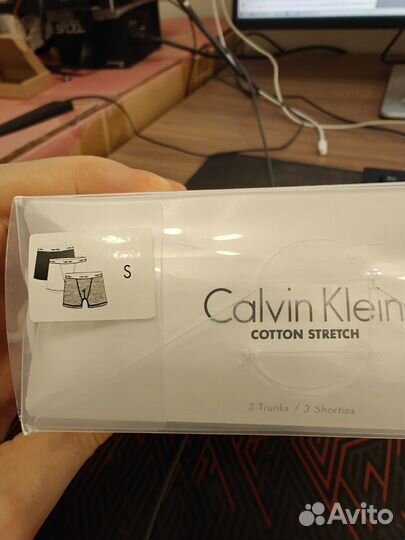 S
Calvin Klein
COTTON STRETCH
3 Trunks / 3 Shorties
Avito